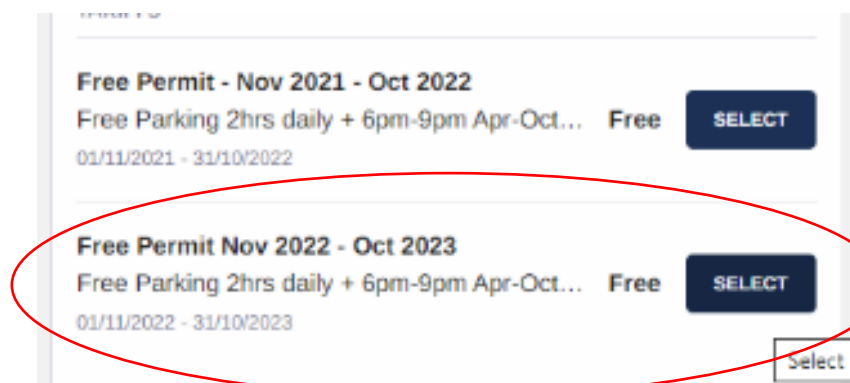 Free Permit - Nov 2021 - Oct 2022
Free Parking 2hrs daily + 6pm-9pm Apr-Oct... Free SELECT
01/11/2021 - 31/10/2022
Free Permit Nov 2022 - Oct 2023
Free Parking 2hrs daily + 6pm-9pm Apr-Oct... Free SELECT
01/11/2022 - 31/10/2023
Select